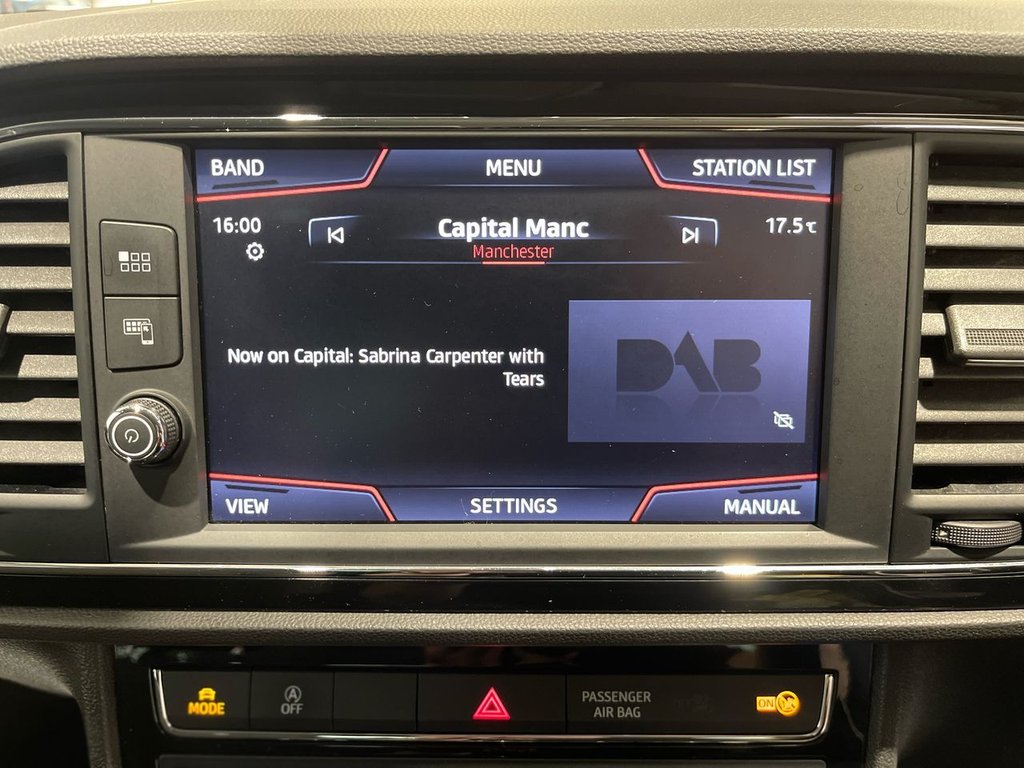 BAND MENU STATION LIST
16:00 Capital Manc 17.5°C
Manchester
Now on Capital: Sabrina Carpenter with
Tears
DAB
VIEW SETTINGS MANUAL
MODE
A
OFF
PASSENGER
AIR BAG
ON